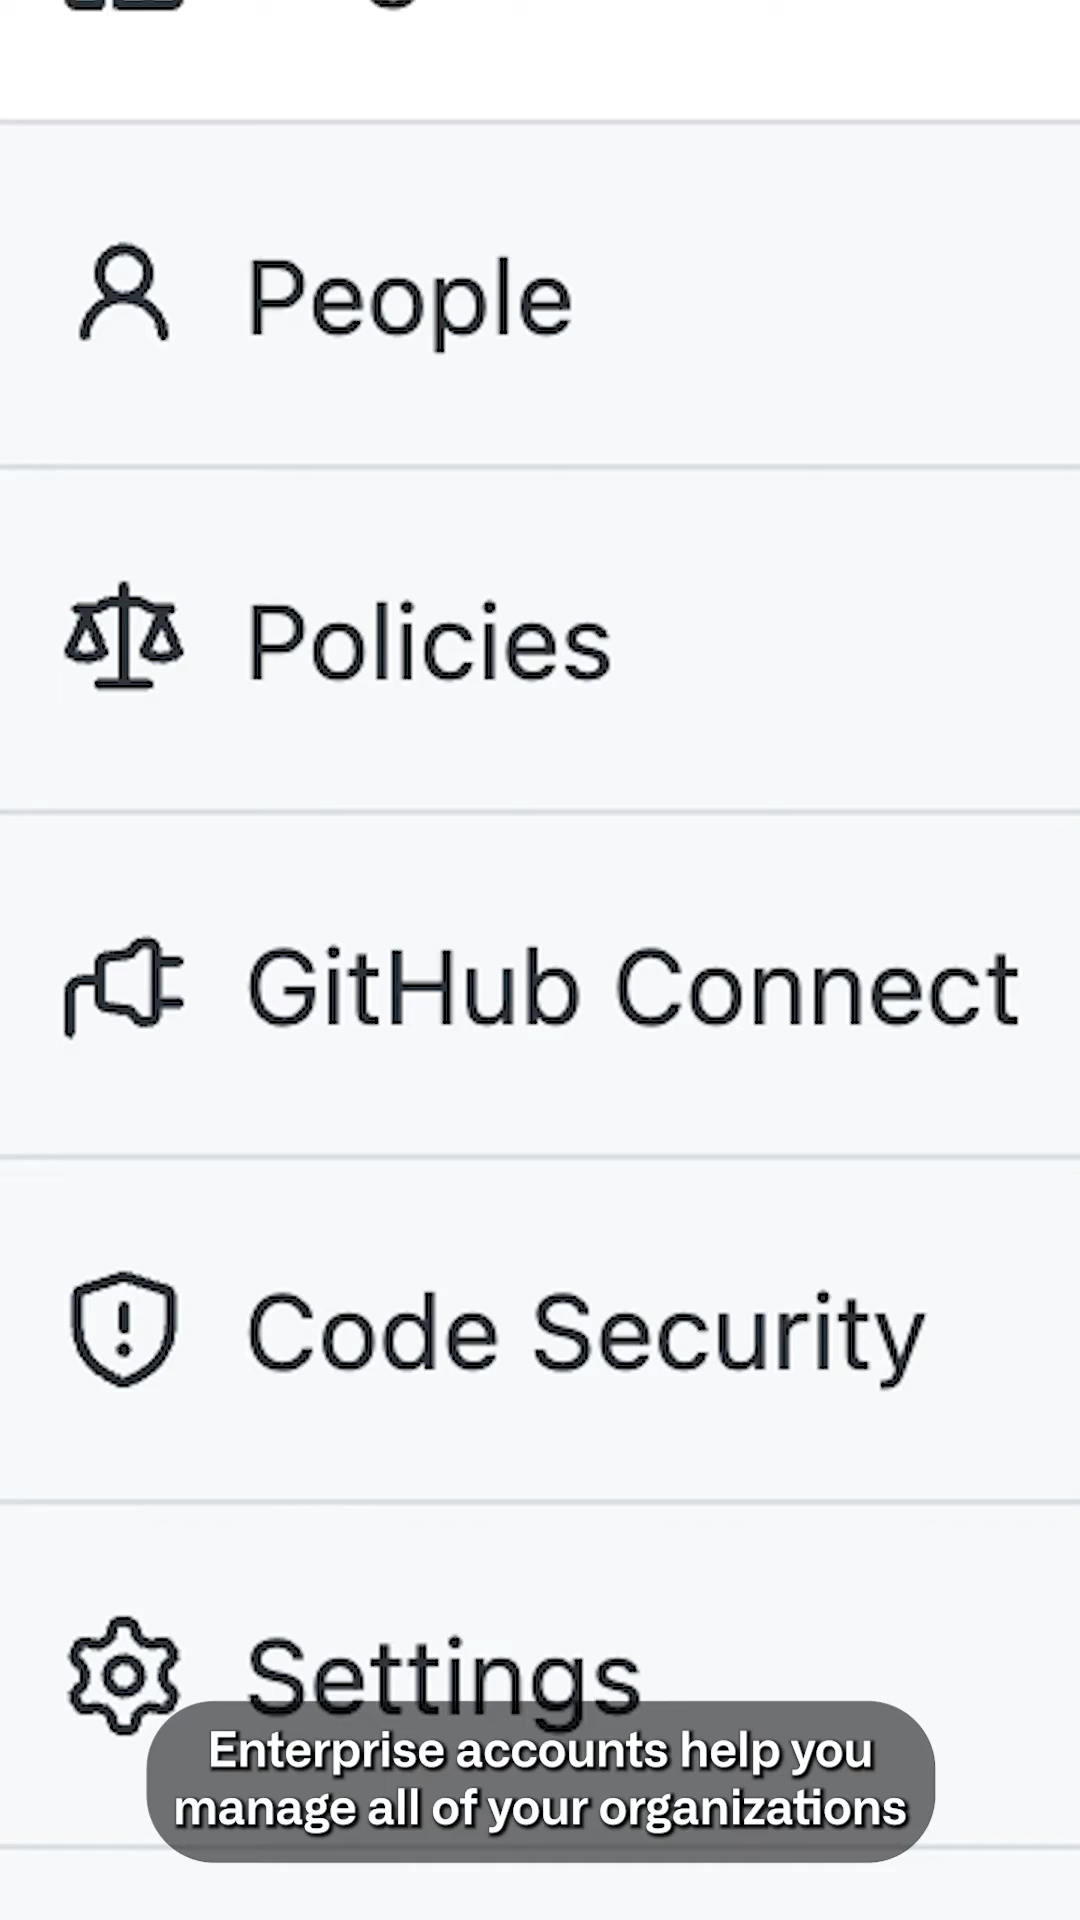 People
Policies
GitHub Connect
Code Security
Settings
Enterprise accounts help you
manage all of your organizations